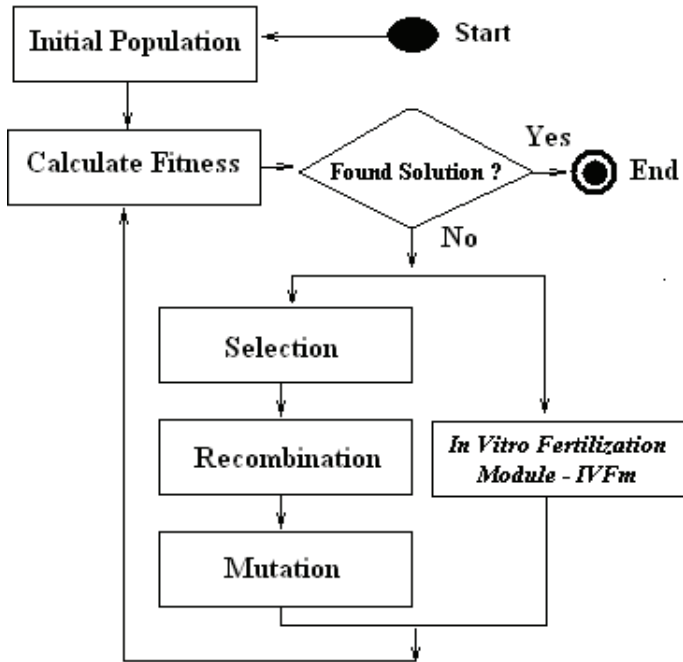 Initial Population
Start
Calculate Fitness
Found Solution ?
Yes
End
No
Selection
Recombination
In Vitro Fertilization
Module - IVFm
Mutation